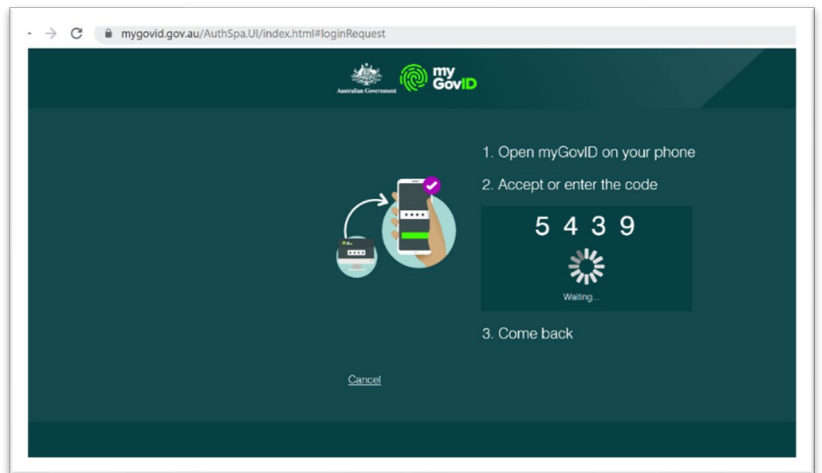 mygovid.gov.au/AuthSpa.UI/index.html#loginRequest
Australian Government
my
GovID
1. Open myGovID on your phone
2. Accept or enter the code
5 4 3 9
Waiting...
3. Come back
Cancel